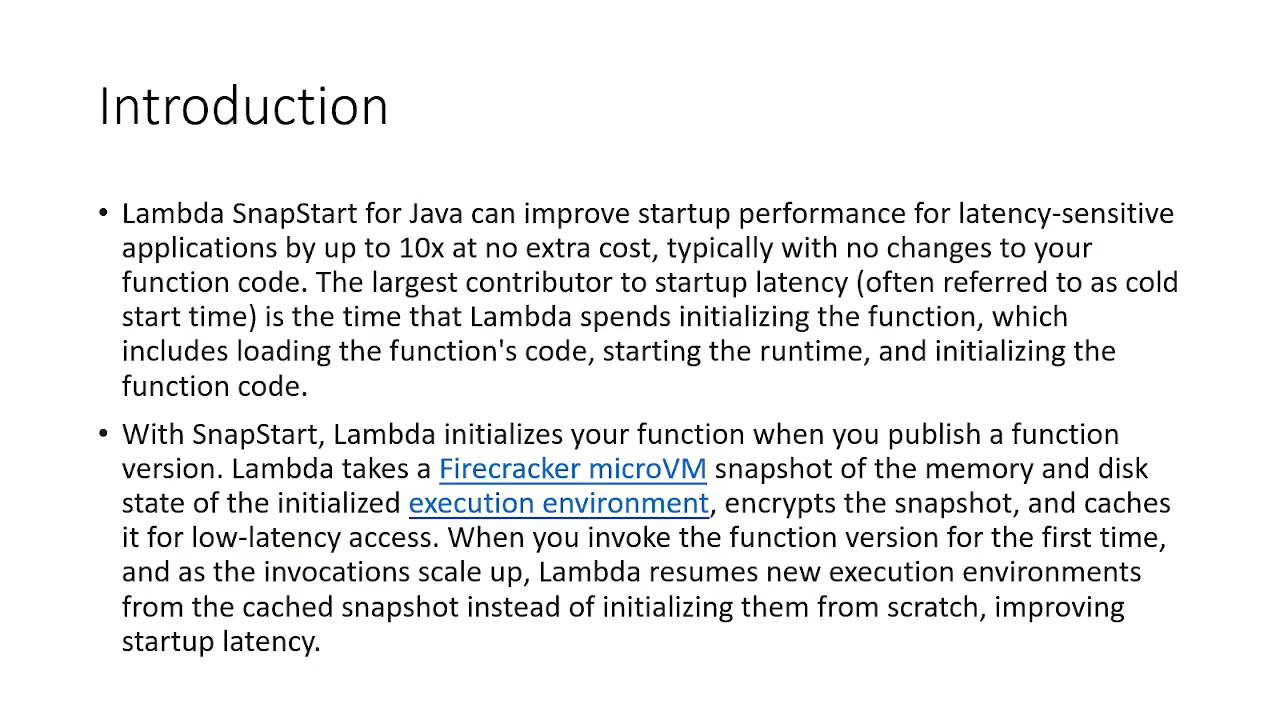 Introduction
• Lambda SnapStart for Java can improve startup performance for latency-sensitive
applications by up to 10x at no extra cost, typically with no changes to your
function code. The largest contributor to startup latency (often referred to as cold
start time) is the time that Lambda spends initializing the function, which
includes loading the function's code, starting the runtime, and initializing the
function code.
• With SnapStart, Lambda initializes your function when you publish a function
version. Lambda takes a Firecracker microVM snapshot of the memory and disk
state of the initialized execution environment, encrypts the snapshot, and caches
it for low-latency access. When you invoke the function version for the first time,
and as the invocations scale up, Lambda resumes new execution environments
from the cached snapshot instead of initializing them from scratch, improving
startup latency.